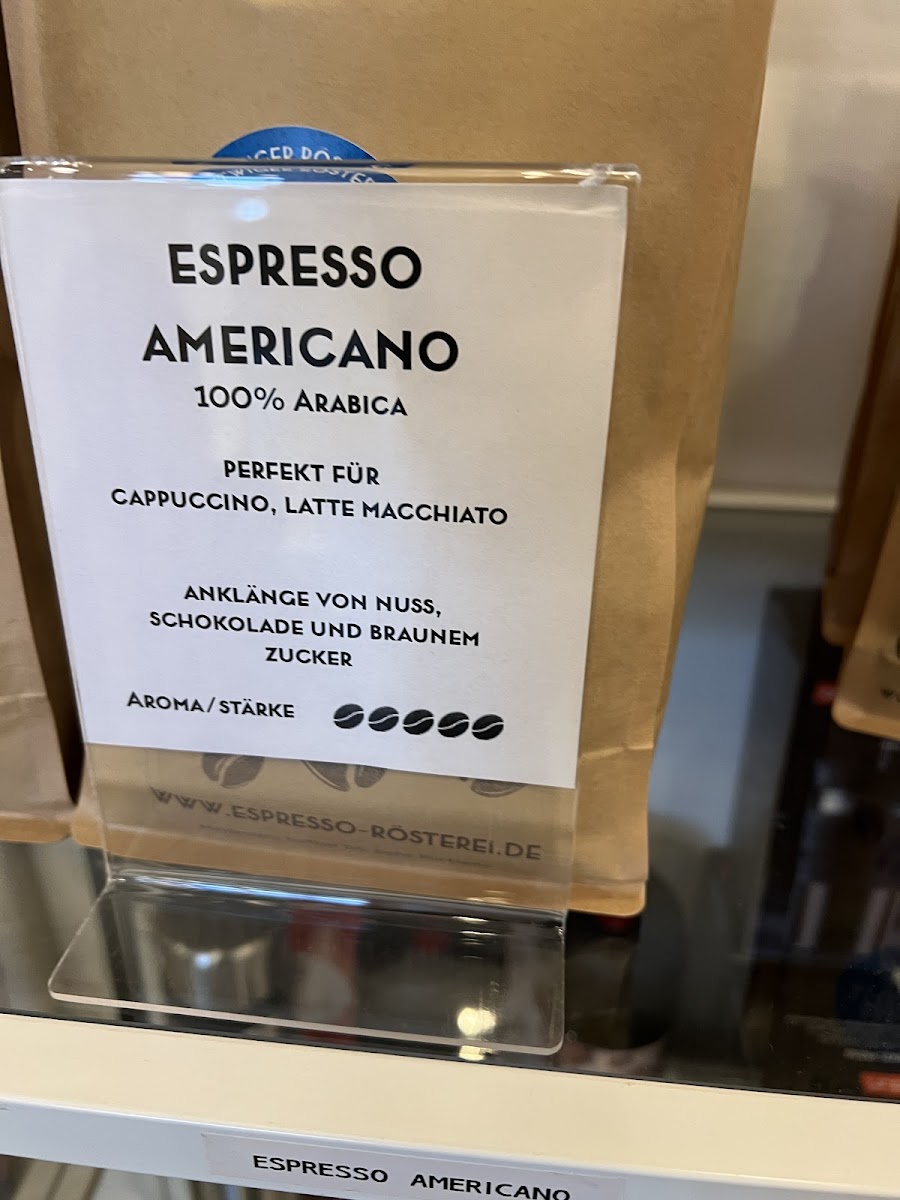 ESPRESSO
AMERICANO
100% ARABICA
PERFEKT FÜR
CAPPUCCINO, LATTE MACCHIATO
ANKLÄNGE VON NUSS,
SCHOKOLADE UND BRAUNEM
ZUCKER
AROMA/STÄRKE
WWW.ESPRESSO-RÖSTEREI.DE
ESPRESSO AMERICANO